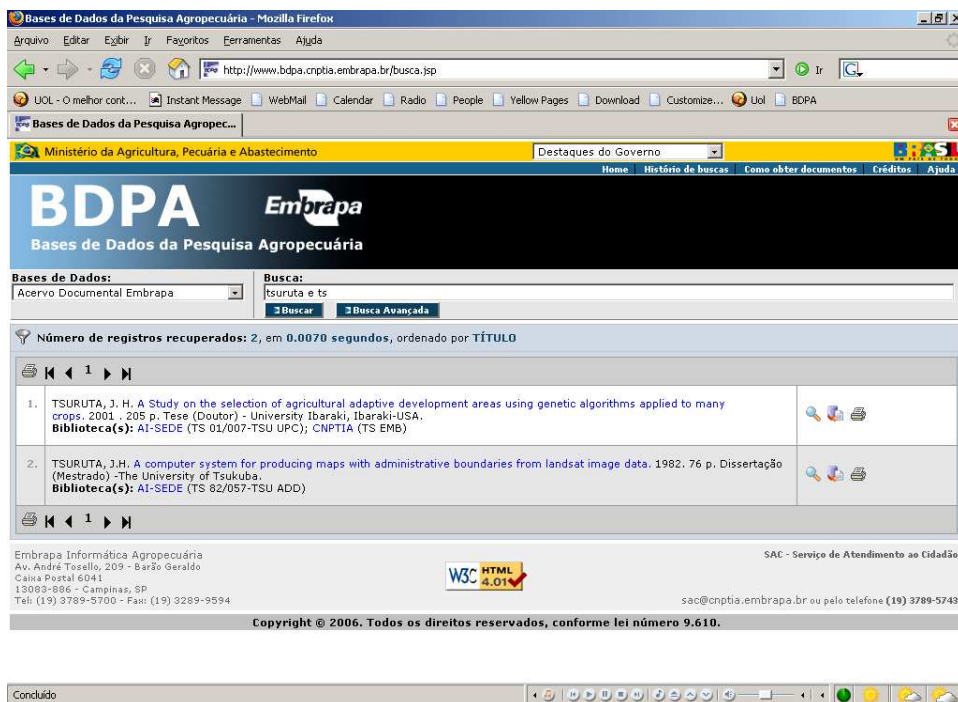 Bases de Dados da Pesquisa Agropecuária - Mozilla Firefox
Arquivo Editar Exibir Ir Favoritos Ferramentas Ajuda
http://www.bdpa.cnptia.embrapa.br/busca.jsp Ir G
UOL - O melhor cont... Instant Message WebMail Calendar Radio People Yellow Pages Download Customize... Uol BDPA
Bases de Dados da Pesquisa Agropec...
Ministério da Agricultura, Pecuária e Abastecimento Destaques do Governo BRASIL
Home Histório de buscas Como obter documentos Créditos Ajuda
BDPA Embrapa
Bases de Dados da Pesquisa Agropecuária
Bases de Dados: Busca:
Acervo Documental Embrapa tsuruta e ts
Buscar Busca Avançada
Número de registros recuperados: 2, em 0.0070 segundos, ordenado por TÍTULO
1
1. TSURUTA, J. H. A Study on the selection of agricultural adaptive development areas using genetic algorithms applied to many
crops. 2001 . 205 p. Tese (Doutor) - University Ibaraki, Ibaraki-USA.
Biblioteca(s): AI-SEDE (TS 01/007-TSU UPC); CNPTIA (TS EMB)
2. TSURUTA, J.H. A computer system for producing maps with administrative boundaries from landsat image data. 1982. 76 p. Dissertação
(Mestrado) -The University of Tsukuba.
Biblioteca(s): AI-SEDE (TS 82/057-TSU ADD)
1
Embrapa Informática Agropecuária SAC - Serviço de Atendimento ao Cidadão
Av. André Tosello, 209 - Barão Geraldo
Caixa Postal 6041
13083-886 - Campinas, SP
Tel: (19) 3789-5700 - Fax: (19) 3289-9594
W3C HTML 4.01
sac@cnptia.embrapa.br ou pelo telefone (19) 3789-5743
Copyright © 2006. Todos os direitos reservados, conforme lei número 9.610.
Concluído